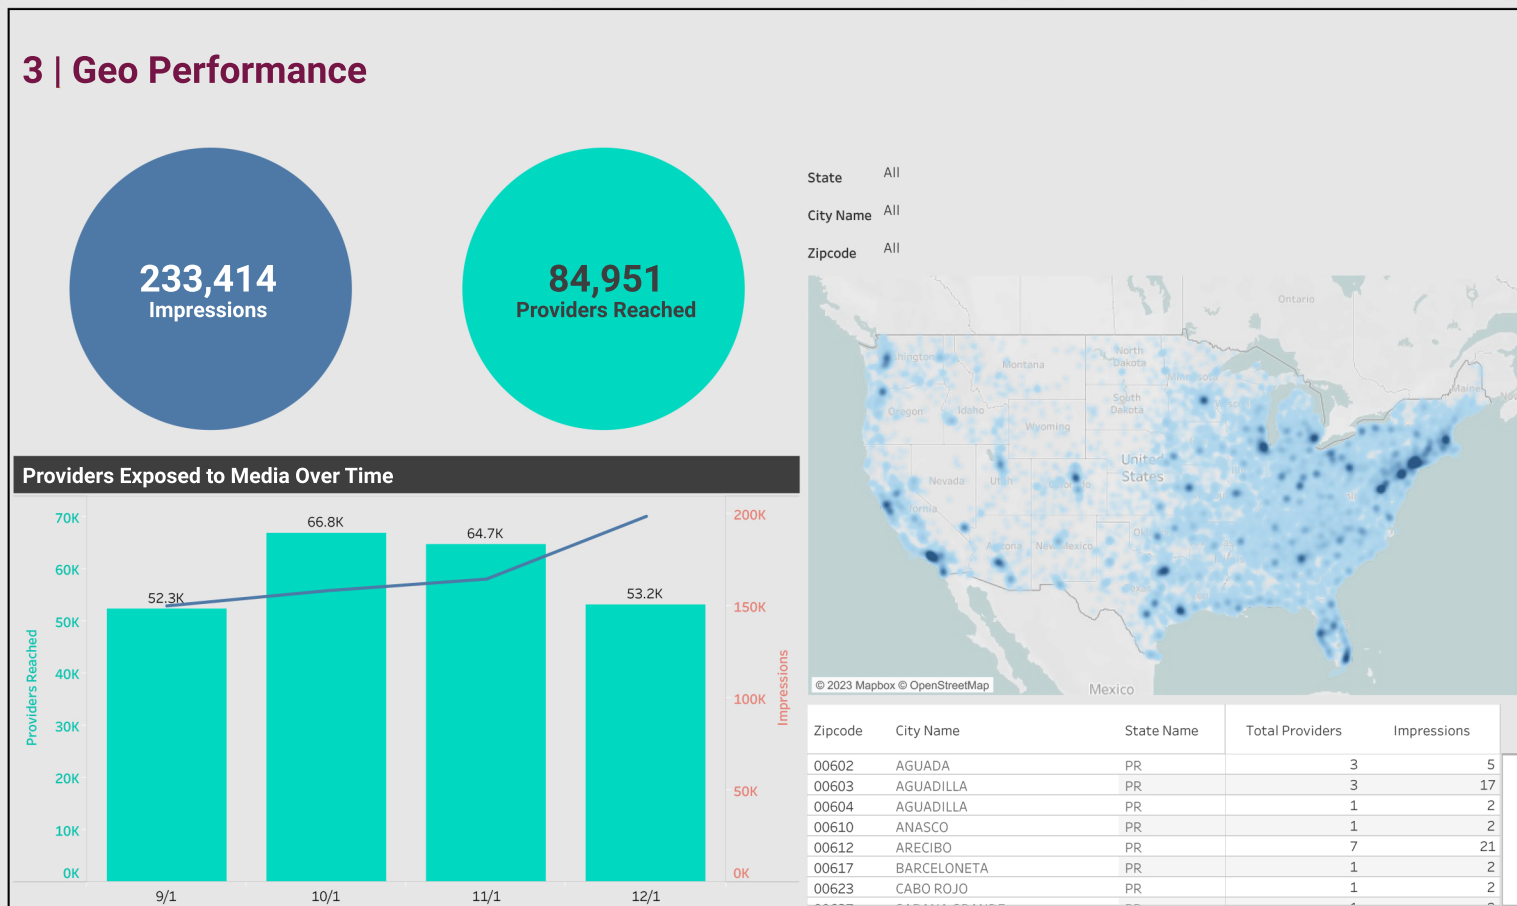 3 | Geo Performance
233,414
Impressions
84,951
Providers Reached
State All
City Name All
Zipcode All
Providers Exposed to Media Over Time
Providers Reached
70K
60K
50K
40K
30K
20K
10K
0K
52.3K
66.8K
64.7K
53.2K
200K
150K
100K
50K
0K
Impressions
9/1 10/1 11/1 12/1
Ontario
Montana
North
Dakota
Minnesota
Maine
Oregon
Idaho
South
Dakota
Wyoming
United
States
Nevada
Colorado
Arizona
New Mexico
Mexico
© 2023 Mapbox © OpenStreetMap
Zipcode City Name State Name Total Providers Impressions
00602 AGUADA PR 3 5
00603 AGUADILLA PR 3 17
00604 AGUADILLA PR 1 2
00610 ANASCO PR 1 2
00612 ARECIBO PR 7 21
00617 BARCELONETA PR 1 2
00623 CABO ROJO PR 1 2